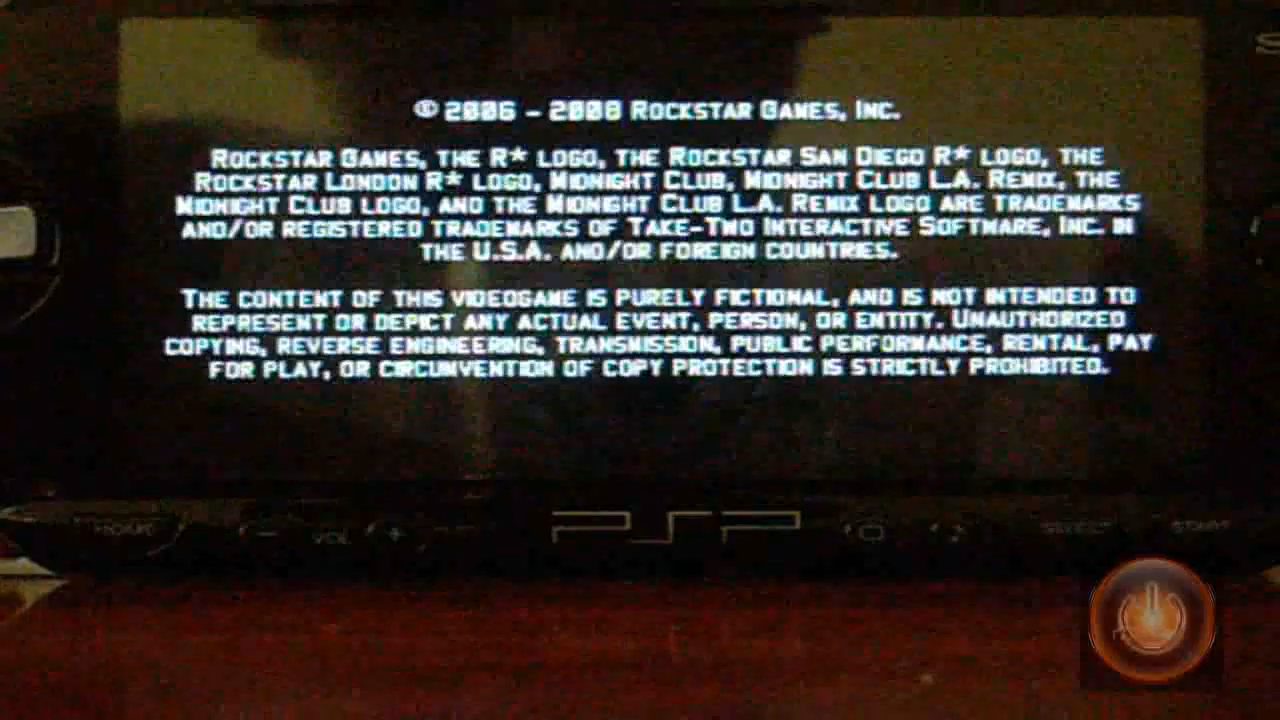 © 2006 - 2008 ROCKSTAR GAMES, INC.
ROCKSTAR GAMES, THE R* LOGO, THE ROCKSTAR SAN DIEGO R* LOGO, THE
ROCKSTAR LONDON R* LOGO, MIDNIGHT CLUB, MIDNIGHT CLUB L.A. REMIX, THE
MIDNIGHT CLUB LOGO, AND THE MIDNIGHT CLUB L.A. REMIX LOGO ARE TRADEMARKS
AND/OR REGISTERED TRADEMARKS OF TAKE-TWO INTERACTIVE SOFTWARE, INC. IN
THE U.S.A. AND/OR FOREIGN COUNTRIES.
THE CONTENT OF THIS VIDEOGAME IS PURELY FICTIONAL, AND IS NOT INTENDED TO
REPRESENT OR DEPICT ANY ACTUAL EVENT, PERSON, OR ENTITY. UNAUTHORIZED
COPYING, REVERSE ENGINEERING, TRANSMISSION, PUBLIC PERFORMANCE, RENTAL, PAY
FOR PLAY, OR CIRCUMVENTION OF COPY PROTECTION IS STRICTLY PROHIBITED.
HOME - VOL + PSP SELECT START